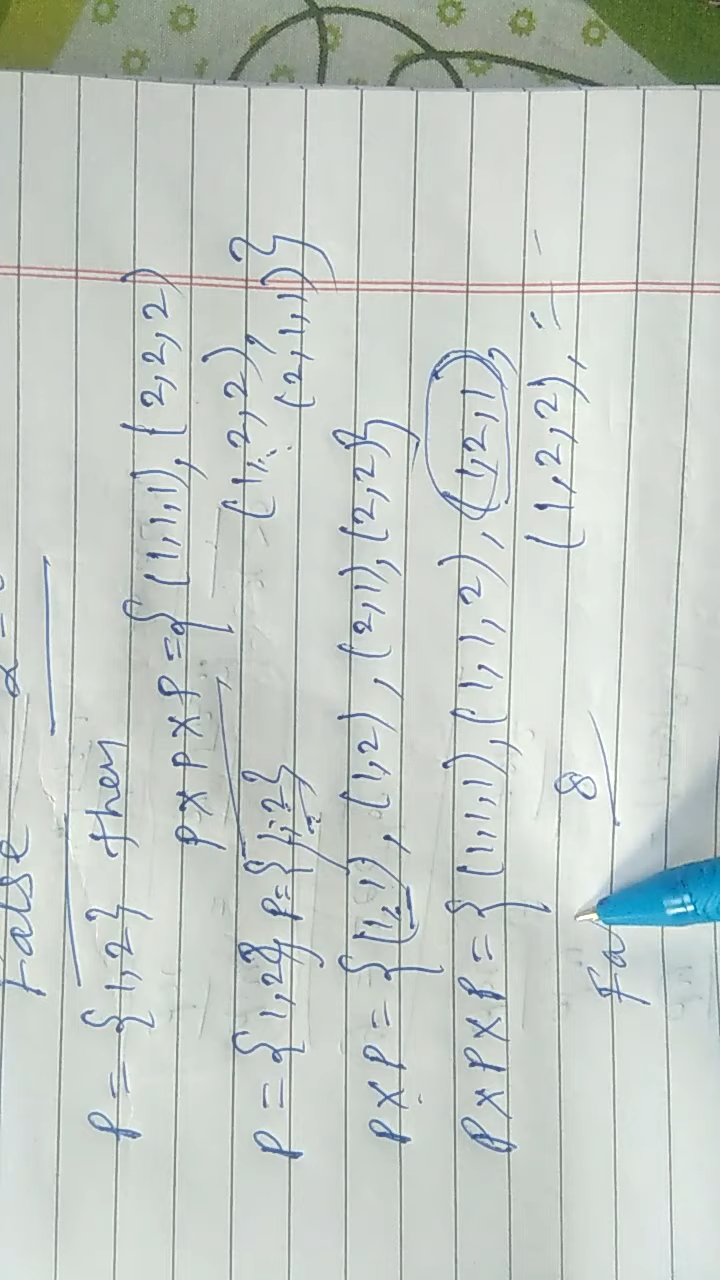 False
P = {1,2} then
P × P × P = { (1,1,1), (2,2,2)
(1,2,2), }
(2,1,1) }
P = {1,2} P = {1,2}
P × P = { (1,1), (1,2), (2,1), (2,2) }
P × P × P = { (1,1,1), (1,1,2), (1,2,1),
(1,2,2), - -
8
Fa